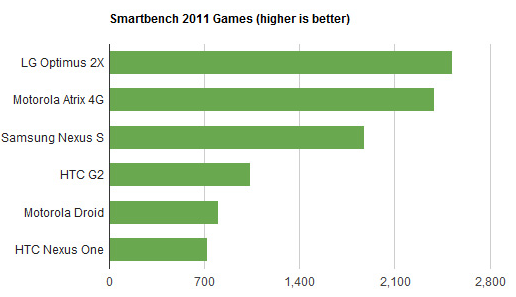 Smartbench 2011 Games (higher is better)
LG Optimus 2X
Motorola Atrix 4G
Samsung Nexus S
HTC G2
Motorola Droid
HTC Nexus One
0 700 1,400 2,100 2,800